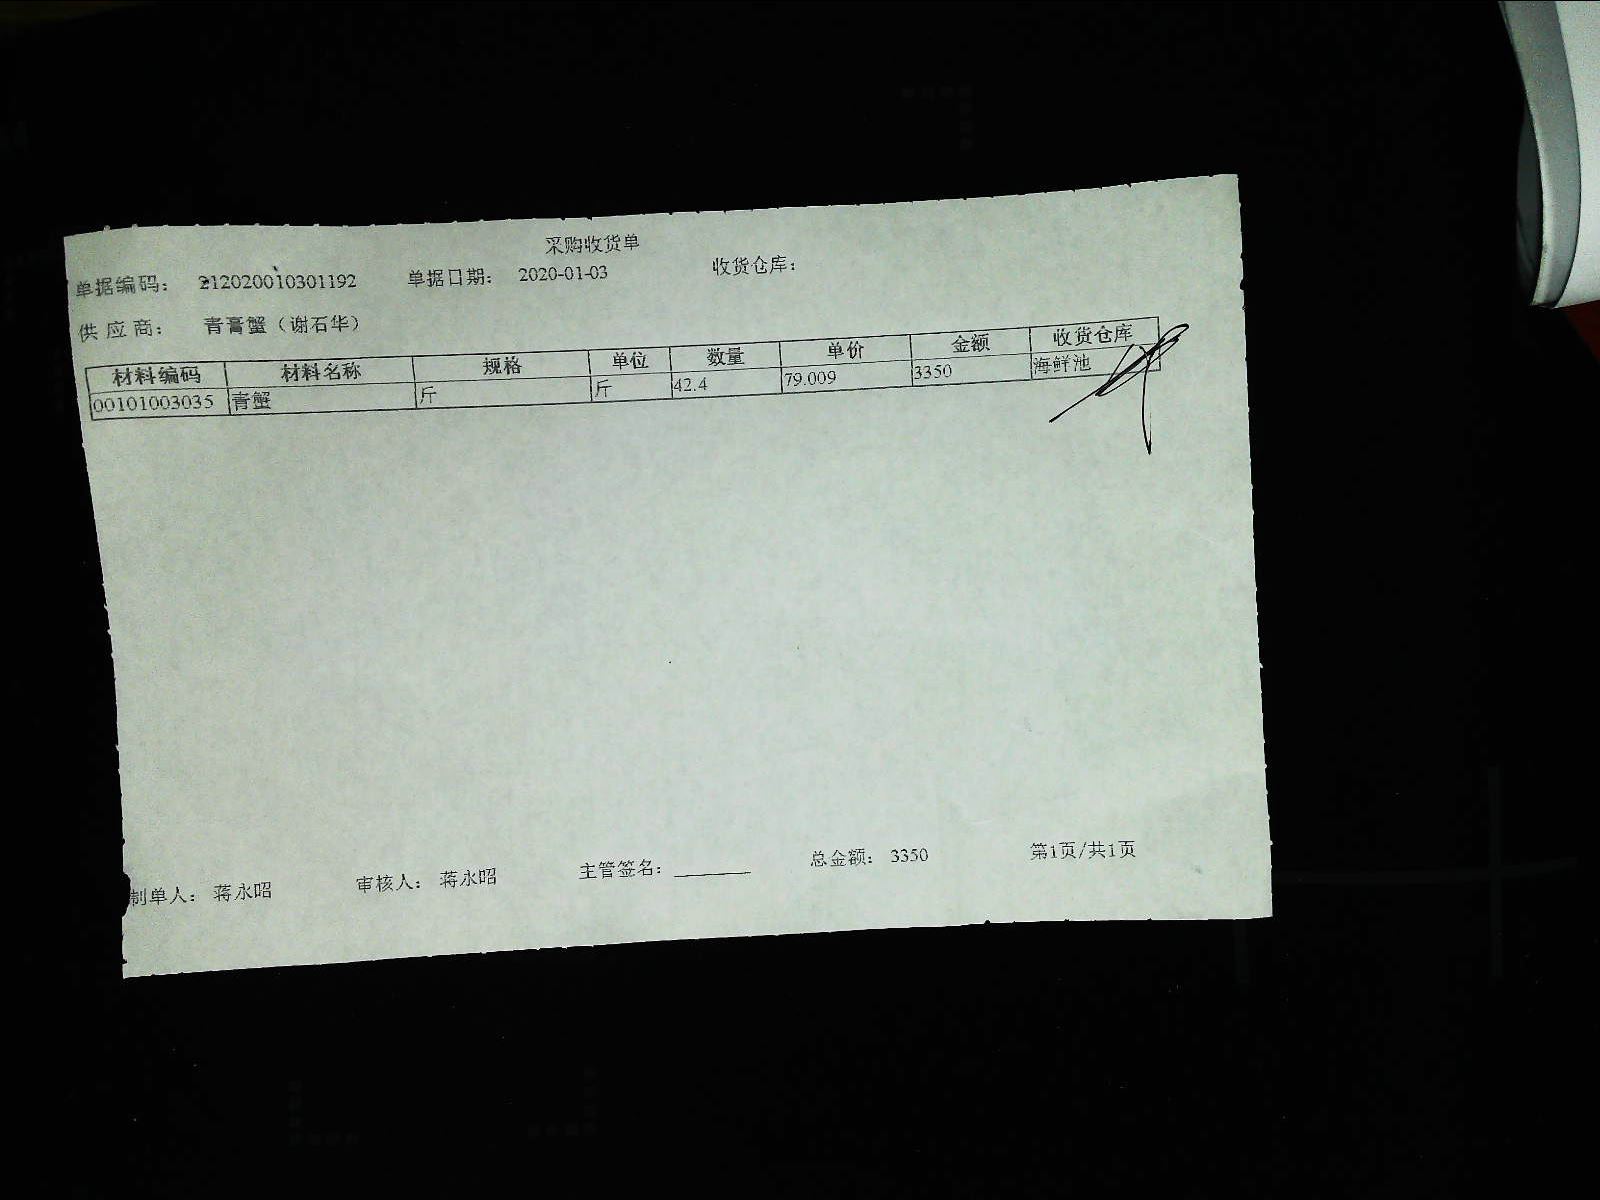 采购收货单
单据编码： 212020010301192 单据日期： 2020-01-03 收货仓库：
供应商： 青膏蟹（谢石华）
材料编码 材料名称 规格 单位 数量 单价 金额 收货仓库
00101003035 青蟹 斤 斤 42.4 79.009 3350 海鲜池
制单人： 蒋永昭 审核人： 蒋永昭 主管签名：______ 总金额： 3350 第1页/共1页